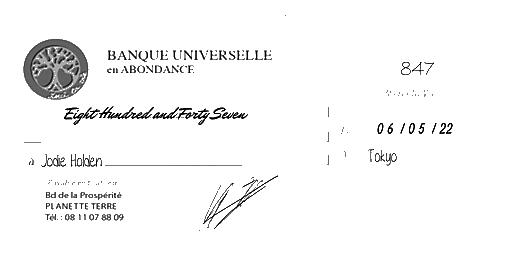 BANQUE UNIVERSELLE
en ABONDANCE
847
Eight Hundred and Forty Seven
06/05/22
à Jodie Holden
Tokyo
Bd de la Prospérité
PLANETTE TERRE
Tél. : 08 11 07 88 09